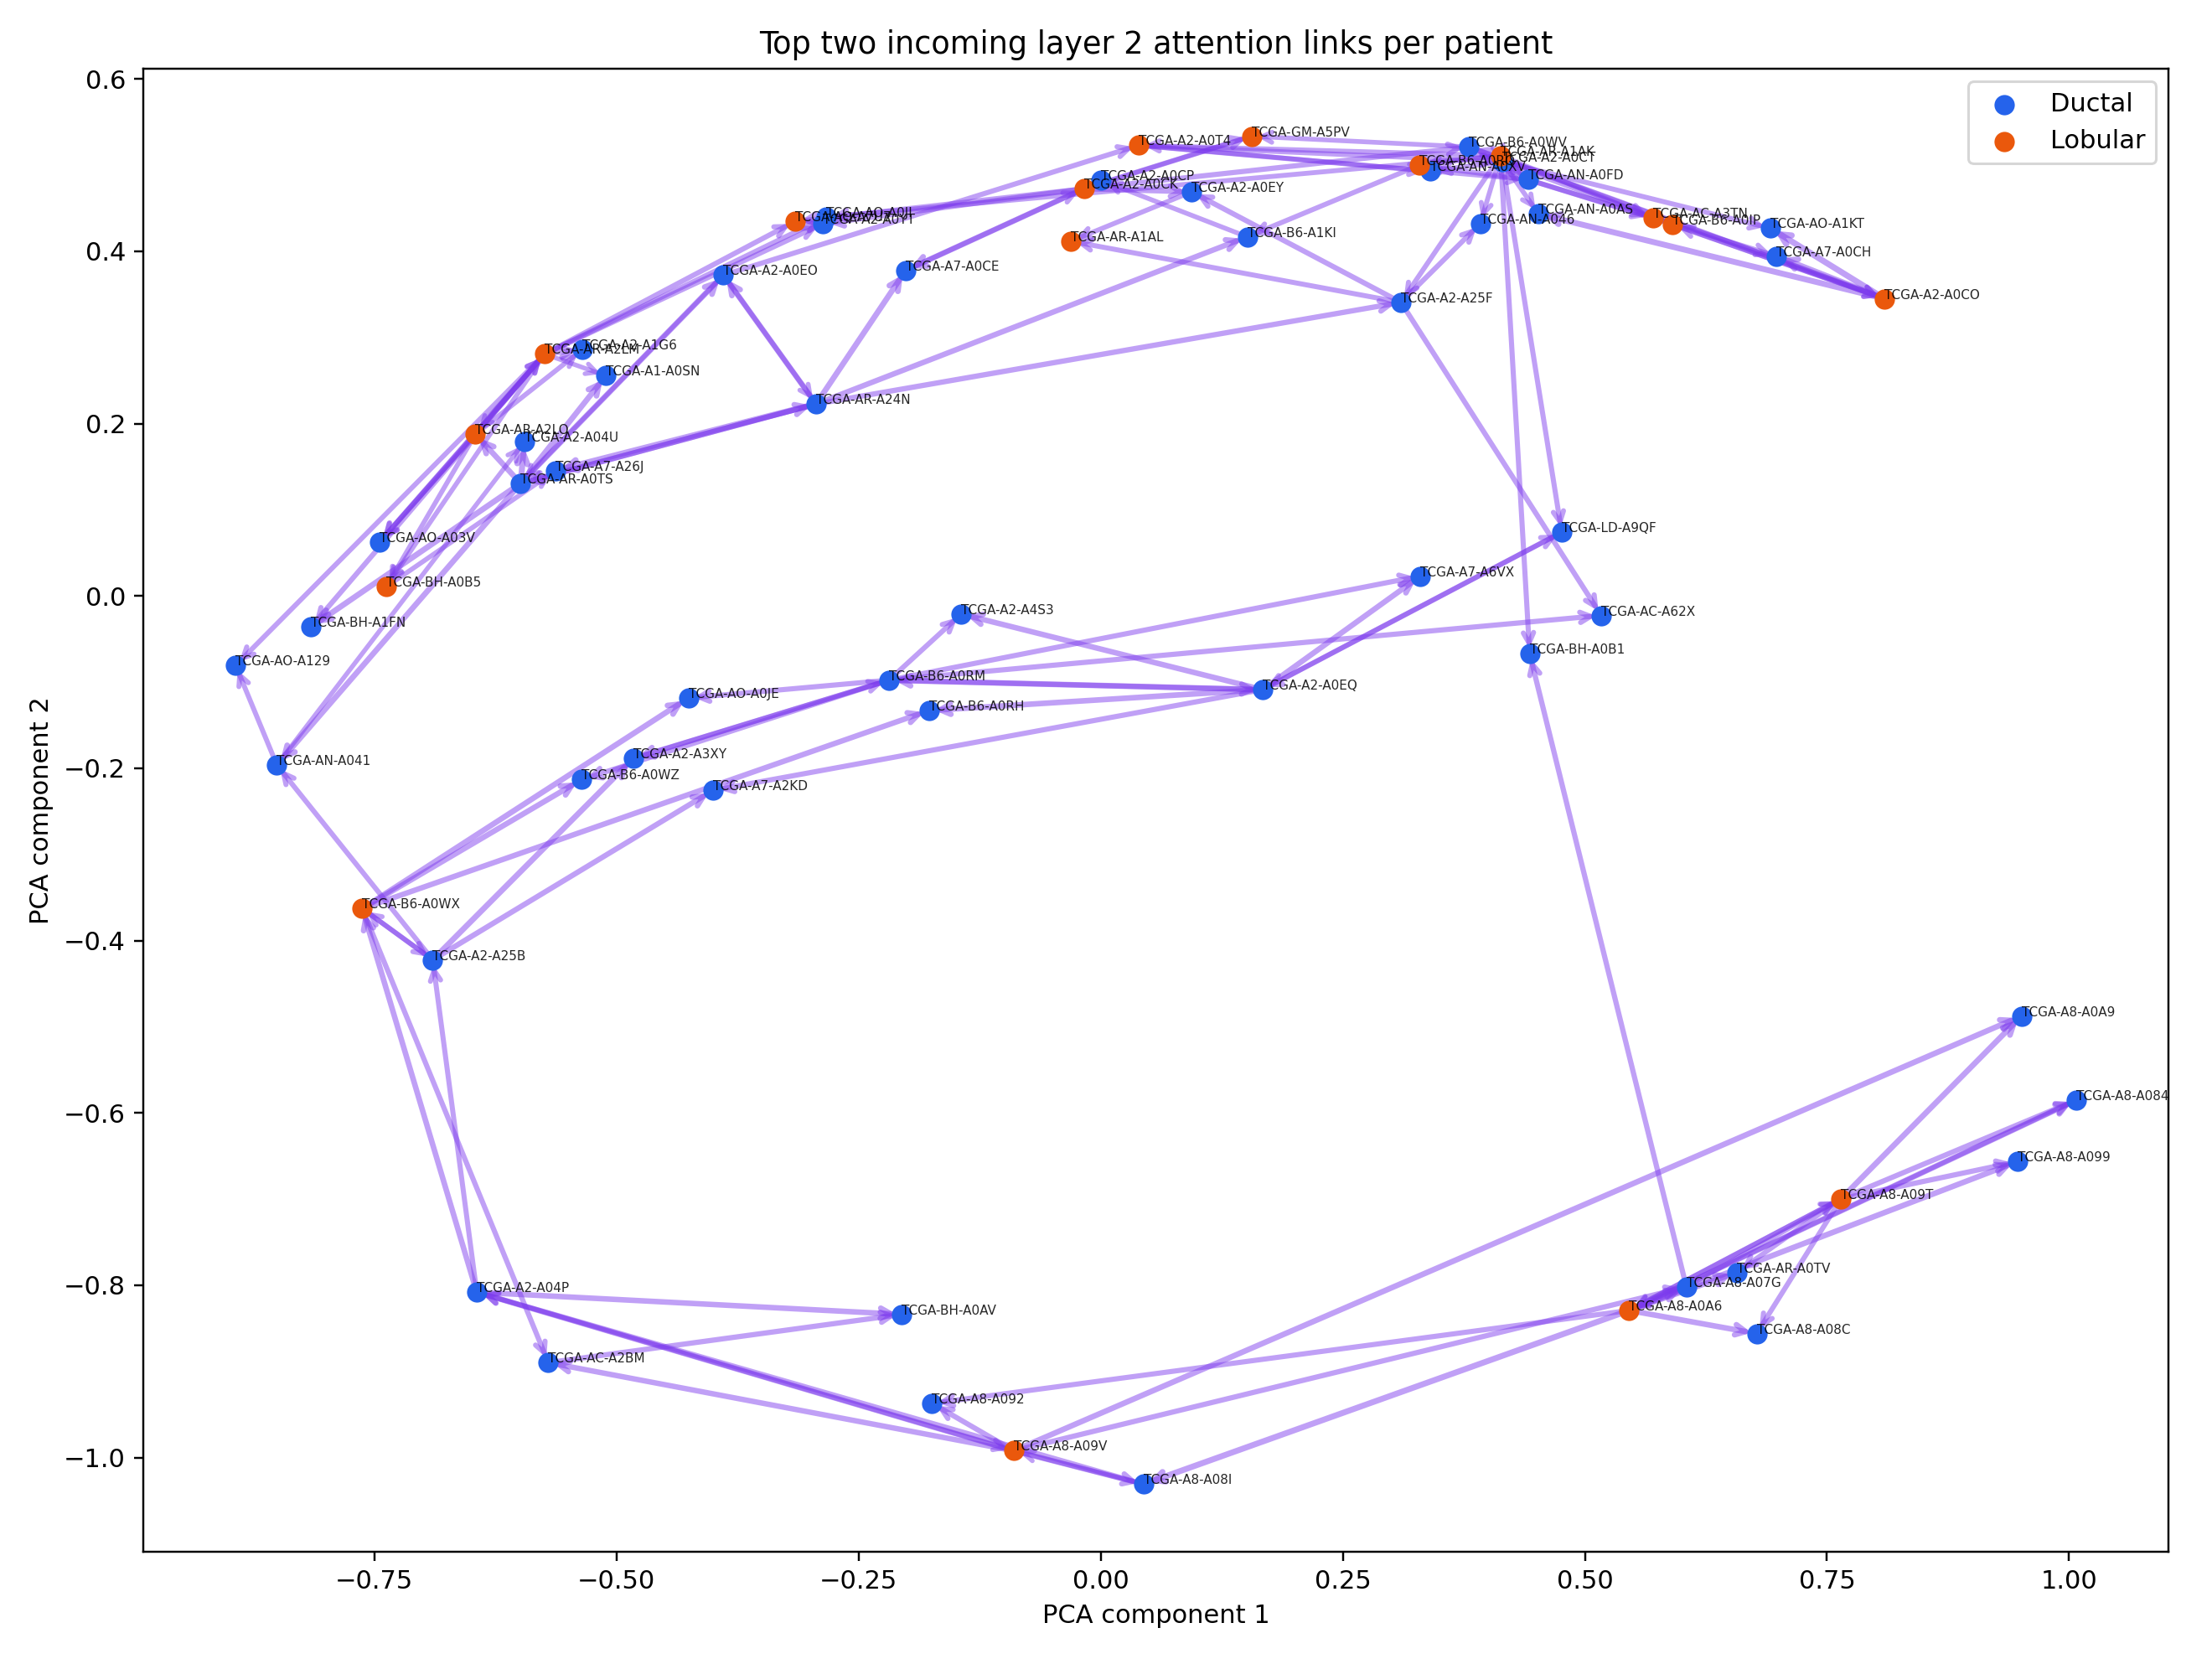 Top two incoming layer 2 attention links per patient
Ductal
Lobular
0.6
0.4
0.2
0.0
−0.2
−0.4
−0.6
−0.8
−1.0
−0.75
−0.50
−0.25
0.00
0.25
0.50
0.75
1.00
PCA component 1
PCA component 2
TCGA-A2-A0T4
TCGA-GM-A5PV
TCGA-B6-A0WV
TCGA-AR-A1AK
TCGA-A2-A0CT
TCGA-AN-A0XV
TCGA-AN-A0FD
TCGA-A2-A0CP
TCGA-A2-A0CK
TCGA-A2-A0EY
TCGA-AN-A0AS
TCGA-AN-A046
TCGA-AC-A3TN
TCGA-B6-A0IP
TCGA-AO-A1KT
TCGA-A7-A0CH
TCGA-A2-A0CO
TCGA-AR-A1AL
TCGA-B6-A1KI
TCGA-A2-A0EO
TCGA-A7-A0CE
TCGA-A2-A25F
TCGA-A2-A1G6
TCGA-AR-A2LM
TCGA-A1-A0SN
TCGA-AR-A24N
TCGA-A2-A04U
TCGA-A7-A26J
TCGA-AR-A0TS
TCGA-AO-A03V
TCGA-BH-A0B5
TCGA-BH-A1FN
TCGA-AO-A129
TCGA-AN-A041
TCGA-LD-A9QF
TCGA-A7-A6VX
TCGA-AC-A62X
TCGA-BH-A0B1
TCGA-A2-A4S3
TCGA-B6-A0RM
TCGA-A2-A0EQ
TCGA-AO-A0JE
TCGA-B6-A0RH
TCGA-A2-A3XY
TCGA-B6-A0WZ
TCGA-A7-A2KD
TCGA-B6-A0WX
TCGA-A2-A25B
TCGA-A8-A0A9
TCGA-A8-A084
TCGA-A8-A099
TCGA-A8-A09T
TCGA-AR-A0TV
TCGA-A8-A07G
TCGA-A8-A0A6
TCGA-A8-A08C
TCGA-A2-A04P
TCGA-BH-A0AV
TCGA-AC-A2BM
TCGA-A8-A092
TCGA-A8-A09V
TCGA-A8-A08I